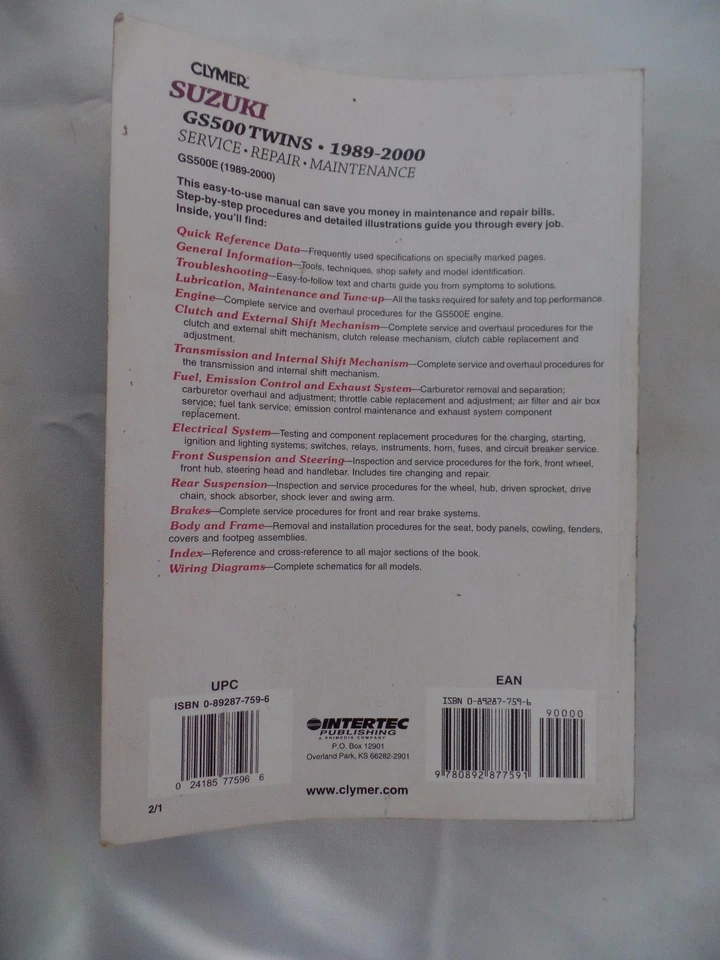 CLYMER®
SUZUKI
GS500 TWINS • 1989-2000
SERVICE • REPAIR • MAINTENANCE
GS500E (1989-2000)
This easy-to-use manual can save you money in maintenance and repair bills.
Step-by-step procedures and detailed illustrations guide you through every job.
Inside, you'll find:
Quick Reference Data—Frequently used specifications on specially marked pages.
General Information—Tools, techniques, shop safety and model identification.
Troubleshooting—Easy-to-follow text and charts guide you from symptoms to solutions.
Lubrication, Maintenance and Tune-up—All the tasks required for safety and top performance.
Engine—Complete service and overhaul procedures for the GS500E engine.
Clutch and External Shift Mechanism—Complete service and overhaul procedures for the
clutch and external shift mechanism, clutch release mechanism, clutch cable replacement and
adjustment.
Transmission and Internal Shift Mechanism—Complete service and overhaul procedures for
the transmission and internal shift mechanism.
Fuel, Emission Control and Exhaust System—Carburetor removal and separation;
carburetor overhaul and adjustment; throttle cable replacement and adjustment; air filter and air box
service; fuel tank service; emission control maintenance and exhaust system component
replacement.
Electrical System—Testing and component replacement procedures for the charging, starting,
ignition and lighting systems; switches, relays, instruments, horn, fuses, and circuit breaker service.
Front Suspension and Steering—Inspection and service procedures for the fork, front wheel,
front hub, steering head and handlebar. Includes tire changing and repair.
Rear Suspension—Inspection and service procedures for the wheel, hub, driven sprocket, drive
chain, shock absorber, shock lever and swing arm.
Brakes—Complete service procedures for front and rear brake systems.
Body and Frame—Removal and installation procedures for the seat, body panels, cowling, fenders,
covers and footpeg assemblies.
Index—Reference and cross-reference to all major sections of the book.
Wiring Diagrams—Complete schematics for all models.
UPC
ISBN 0-89287-759-6
0 24185 77596 6
INTERTEC
PUBLISHING
A PRIMEDIA COMPANY
P.O. Box 12901
Overland Park, KS 66282-2901
www.clymer.com
EAN
ISBN 0-89287-759-6
90000
9 780892 877591
2/1